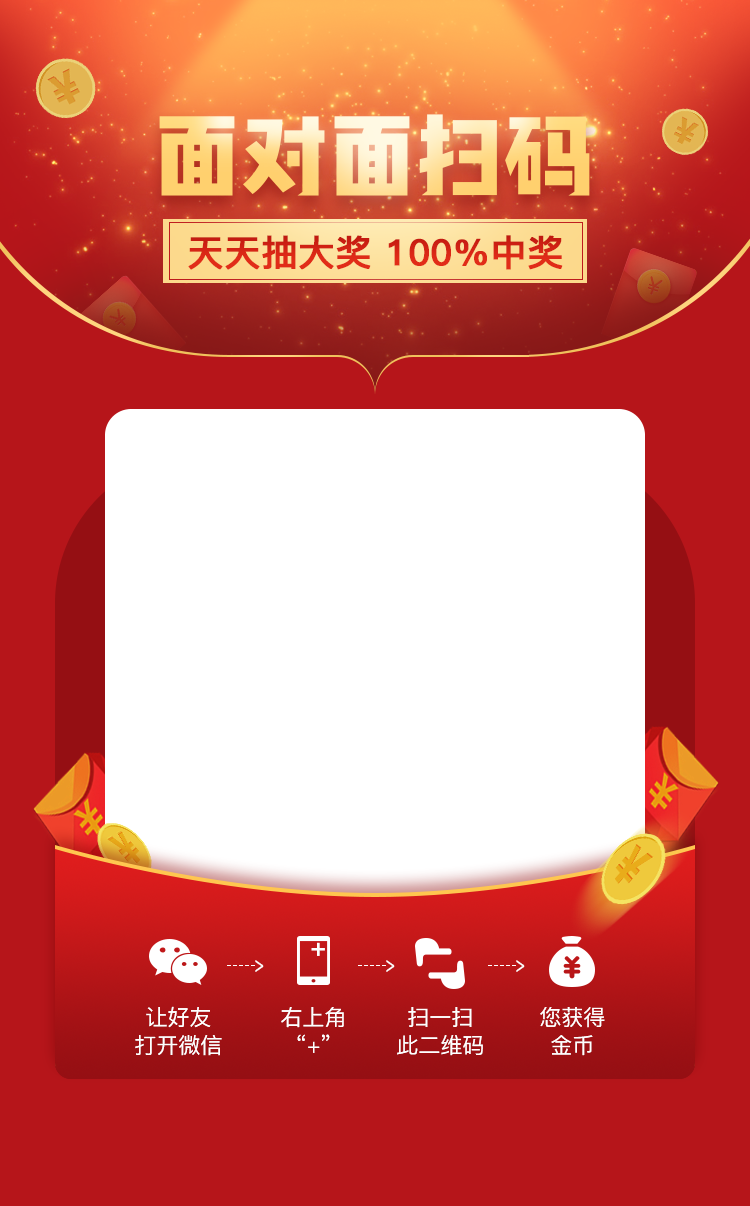 面对面扫码
天天抽大奖 100%中奖
让好友
打开微信
右上角
“+”
扫一扫
此二维码
您获得
金币